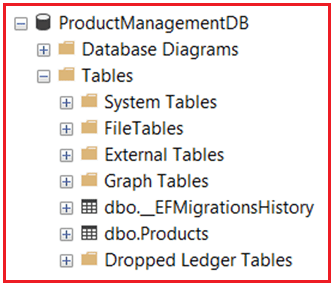 ProductManagementDB
Database Diagrams
Tables
System Tables
FileTables
External Tables
Graph Tables
dbo.__EFMigrationsHistory
dbo.Products
Dropped Ledger Tables